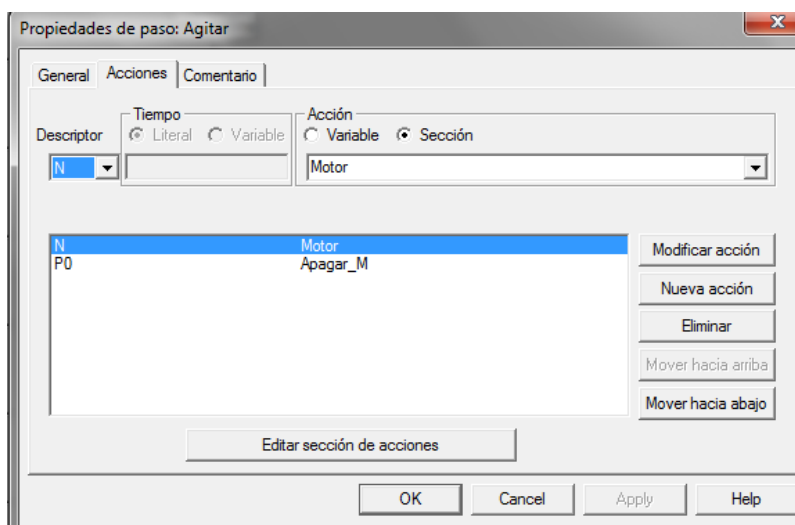 Propiedades de paso: Agitar
General Acciones Comentario
Tiempo Acción
Descriptor Literal Variable Variable Sección
N Motor
N Motor
P0 Apagar_M
Modificar acción
Nueva acción
Eliminar
Mover hacia arriba
Mover hacia abajo
Editar sección de acciones
OK Cancel Apply Help